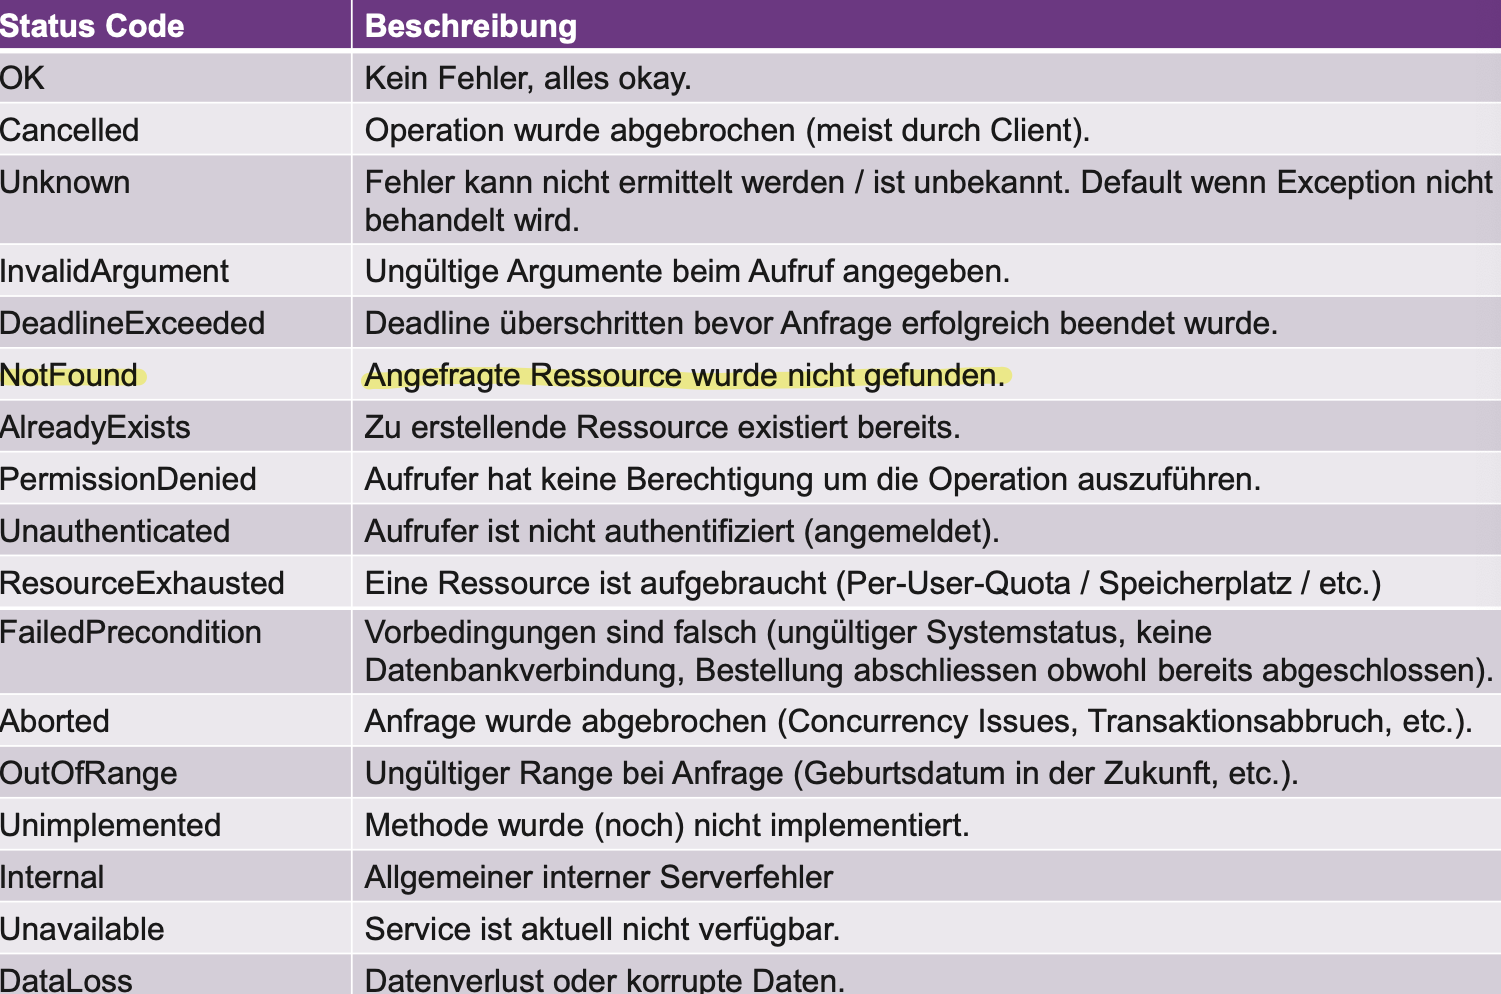 Status Code Beschreibung
OK Kein Fehler, alles okay.
Cancelled Operation wurde abgebrochen (meist durch Client).
Unknown Fehler kann nicht ermittelt werden / ist unbekannt. Default wenn Exception nicht
behandelt wird.
InvalidArgument Ungültige Argumente beim Aufruf angegeben.
DeadlineExceeded Deadline überschritten bevor Anfrage erfolgreich beendet wurde.
NotFound Angefragte Ressource wurde nicht gefunden.
AlreadyExists Zu erstellende Ressource existiert bereits.
PermissionDenied Aufrufer hat keine Berechtigung um die Operation auszuführen.
Unauthenticated Aufrufer ist nicht authentifiziert (angemeldet).
ResourceExhausted Eine Ressource ist aufgebraucht (Per-User-Quota / Speicherplatz / etc.)
FailedPrecondition Vorbedingungen sind falsch (ungültiger Systemstatus, keine
Datenbankverbindung, Bestellung abschliessen obwohl bereits abgeschlossen).
Aborted Anfrage wurde abgebrochen (Concurrency Issues, Transaktionsabbruch, etc.).
OutOfRange Ungültiger Range bei Anfrage (Geburtsdatum in der Zukunft, etc.).
Unimplemented Methode wurde (noch) nicht implementiert.
Internal Allgemeiner interner Serverfehler
Unavailable Service ist aktuell nicht verfügbar.
DataLoss Datenverlust oder korrupte Daten.